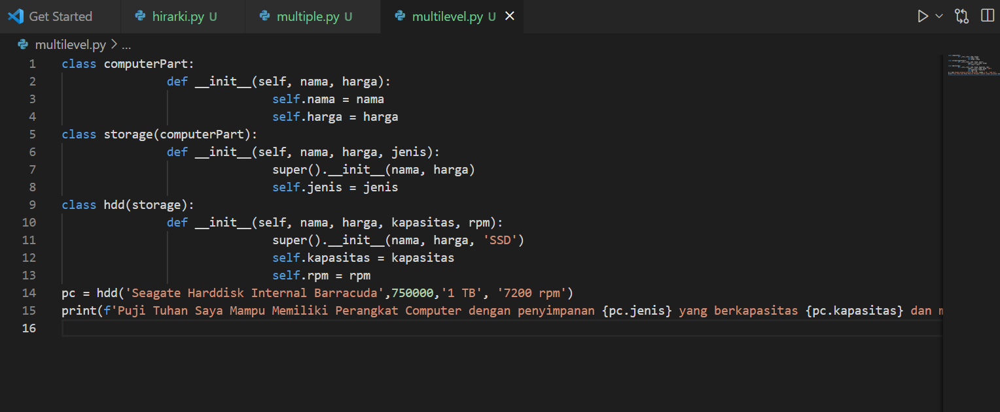 Get Started hirarki.py U multiple.py U multilevel.py U
multilevel.py > ...
1 class computerPart:
2 def __init__(self, nama, harga):
3 self.nama = nama
4 self.harga = harga
5 class storage(computerPart):
6 def __init__(self, nama, harga, jenis):
7 super().__init__(nama, harga)
8 self.jenis = jenis
9 class hdd(storage):
10 def __init__(self, nama, harga, kapasitas, rpm):
11 super().__init__(nama, harga, 'SSD')
12 self.kapasitas = kapasitas
13 self.rpm = rpm
14 pc = hdd('Seagate Harddisk Internal Barracuda',750000,'1 TB', '7200 rpm')
15 print(f'Puji Tuhan Saya Mampu Memiliki Perangkat Computer dengan penyimpanan {pc.jenis} yang berkapasitas {pc.kapasitas} dan
16